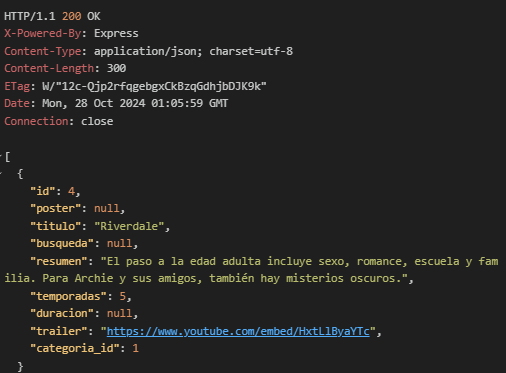 HTTP/1.1 200 OK
X-Powered-By: Express
Content-Type: application/json; charset=utf-8
Content-Length: 300
ETag: W/"12c-Qjp2rfqgebgxCkBzqGdhjbDJK9k"
Date: Mon, 28 Oct 2024 01:05:59 GMT
Connection: close
[
{
"id": 4,
"poster": null,
"titulo": "Riverdale",
"busqueda": null,
"resumen": "El paso a la edad adulta incluye sexo, romance, escuela y fam
ilia. Para Archie y sus amigos, también hay misterios oscuros.",
"temporadas": 5,
"duracion": null,
"trailer": "https://www.youtube.com/embed/HxtLlByaYTc",
"categoria_id": 1
}